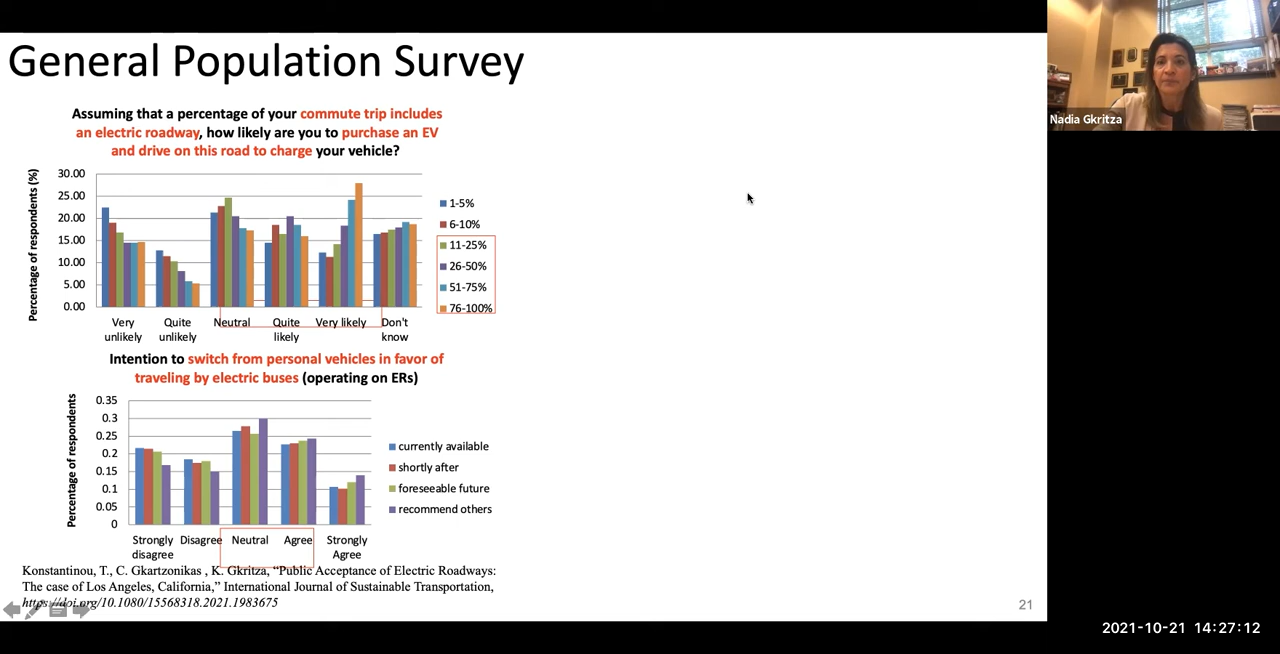 General Population Survey
Assuming that a percentage of your commute trip includes
an electric roadway, how likely are you to purchase an EV
and drive on this road to charge your vehicle?
Percentage of respondents (%)
30.00
25.00
20.00
15.00
10.00
5.00
0.00
Very unlikely
Quite unlikely
Neutral
Quite likely
Very likely
Don't know
1-5%
6-10%
11-25%
26-50%
51-75%
76-100%
Intention to switch from personal vehicles in favor of
traveling by electric buses (operating on ERs)
Percentage of respondents
0.35
0.3
0.25
0.2
0.15
0.1
0.05
0
Strongly disagree
Disagree
Neutral
Agree
Strongly Agree
currently available
shortly after
foreseeable future
recommend others
Konstantinou, T., C. Gkartzonikas , K. Gkritza, “Public Acceptance of Electric Roadways:
The case of Los Angeles, California,” International Journal of Sustainable Transportation,
https://doi.org/10.1080/15568318.2021.1983675
21
Nadia Gkritza
2021-10-21 14:27:12